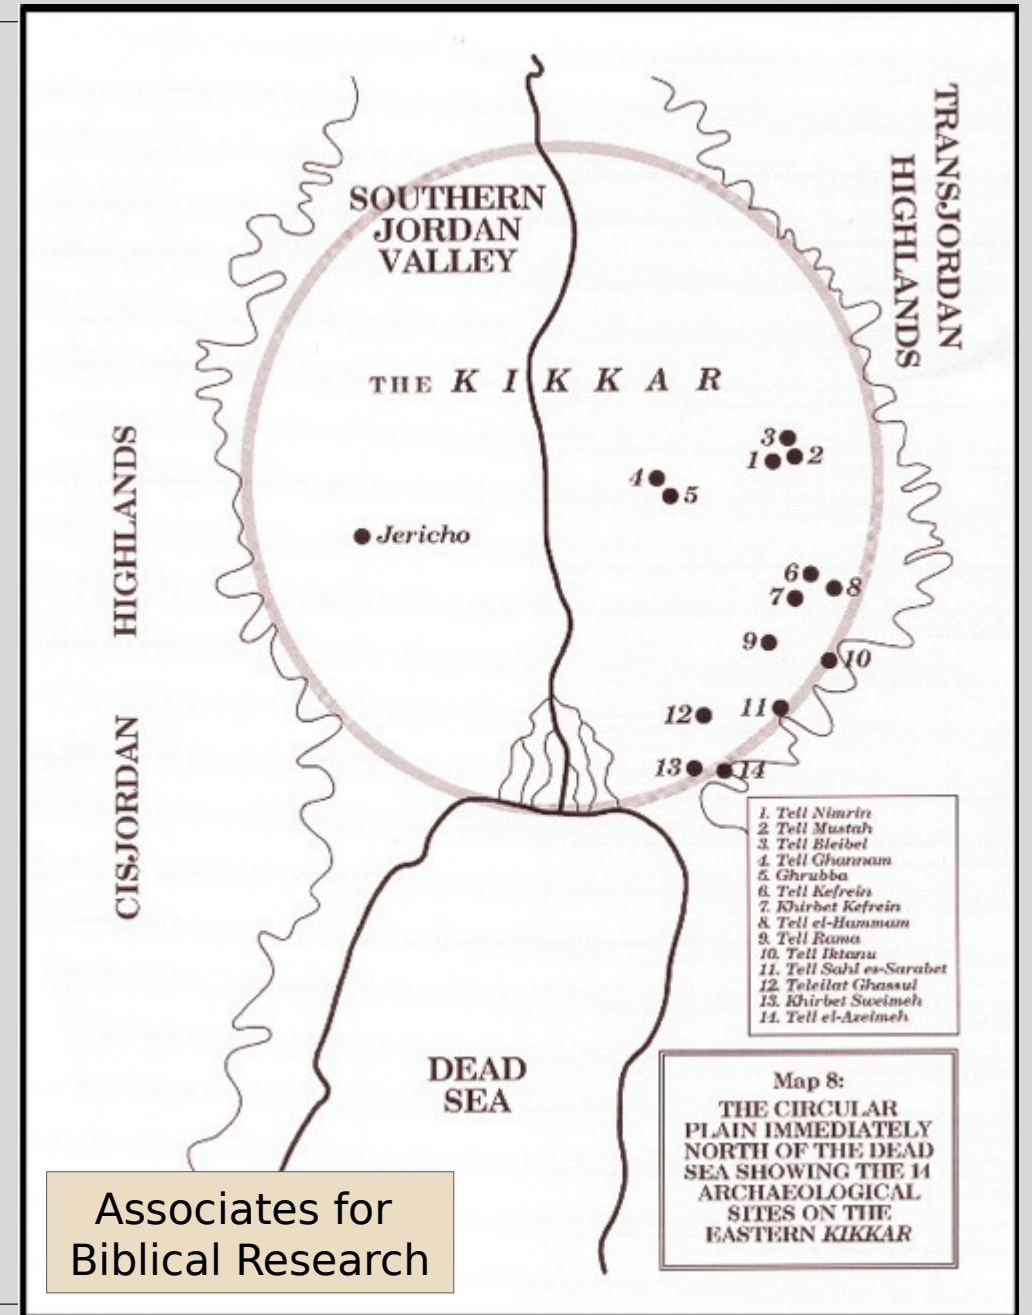 TRANSJORDAN
HIGHLANDS
SOUTHERN
JORDAN
VALLEY
THE KIKKAR
3
1
2
4
5
HIGHLANDS
Jericho
6
8
7
9
10
12
11
13
14
CISJORDAN
1. Tell Nimrin
2. Tell Mustah
3. Tell Bleibel
4. Tell Ghannam
5. Ghrubba
6. Tell Kefrein
7. Khirbet Kefrein
8. Tell el-Hammam
9. Tell Rama
10. Tell Iktanu
11. Tell Sahl es-Sarabet
12. Teleilat Ghassul
13. Khirbet Sweimeh
14. Tell el-Azeimeh
DEAD
SEA
Map 8:
THE CIRCULAR
PLAIN IMMEDIATELY
NORTH OF THE DEAD
SEA SHOWING THE 14
ARCHAEOLOGICAL
SITES ON THE
EASTERN KIKKAR
Associates for
Biblical Research